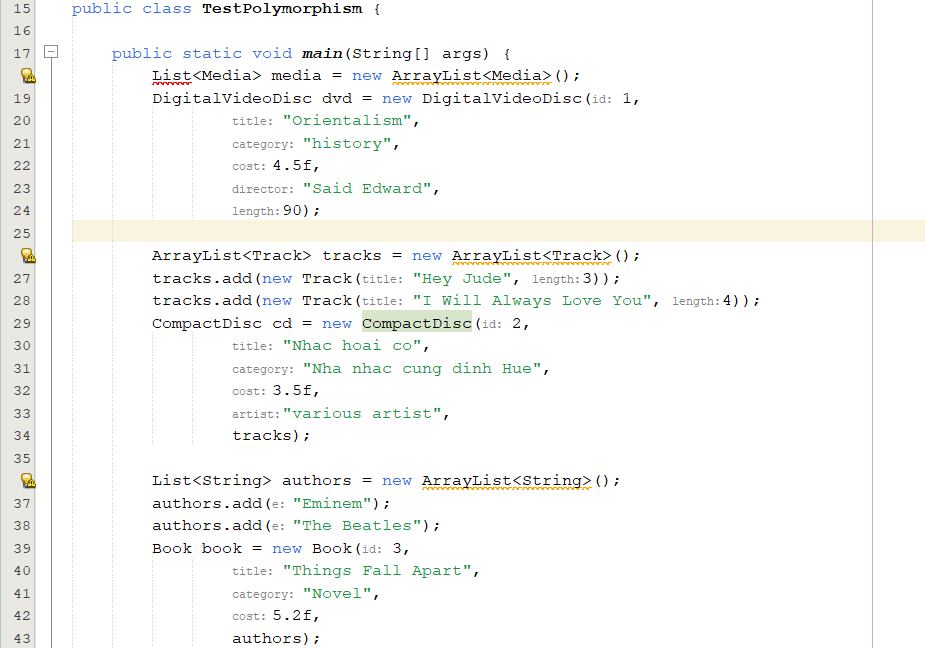 15 public class TestPolymorphism {
16
17 public static void main(String[] args) {
List<Media> media = new ArrayList<Media>();
19 DigitalVideoDisc dvd = new DigitalVideoDisc(id: 1,
20 title: "Orientalism",
21 category: "history",
22 cost: 4.5f,
23 director: "Said Edward",
24 length: 90);
25
ArrayList<Track> tracks = new ArrayList<Track>();
27 tracks.add(new Track(title: "Hey Jude", length: 3));
28 tracks.add(new Track(title: "I Will Always Love You", length: 4));
29 CompactDisc cd = new CompactDisc(id: 2,
30 title: "Nhac hoai co",
31 category: "Nha nhac cung dinh Hue",
32 cost: 3.5f,
33 artist: "various artist",
34 tracks);
35
List<String> authors = new ArrayList<String>();
37 authors.add(e: "Eminem");
38 authors.add(e: "The Beatles");
39 Book book = new Book(id: 3,
40 title: "Things Fall Apart",
41 category: "Novel",
42 cost: 5.2f,
43 authors);